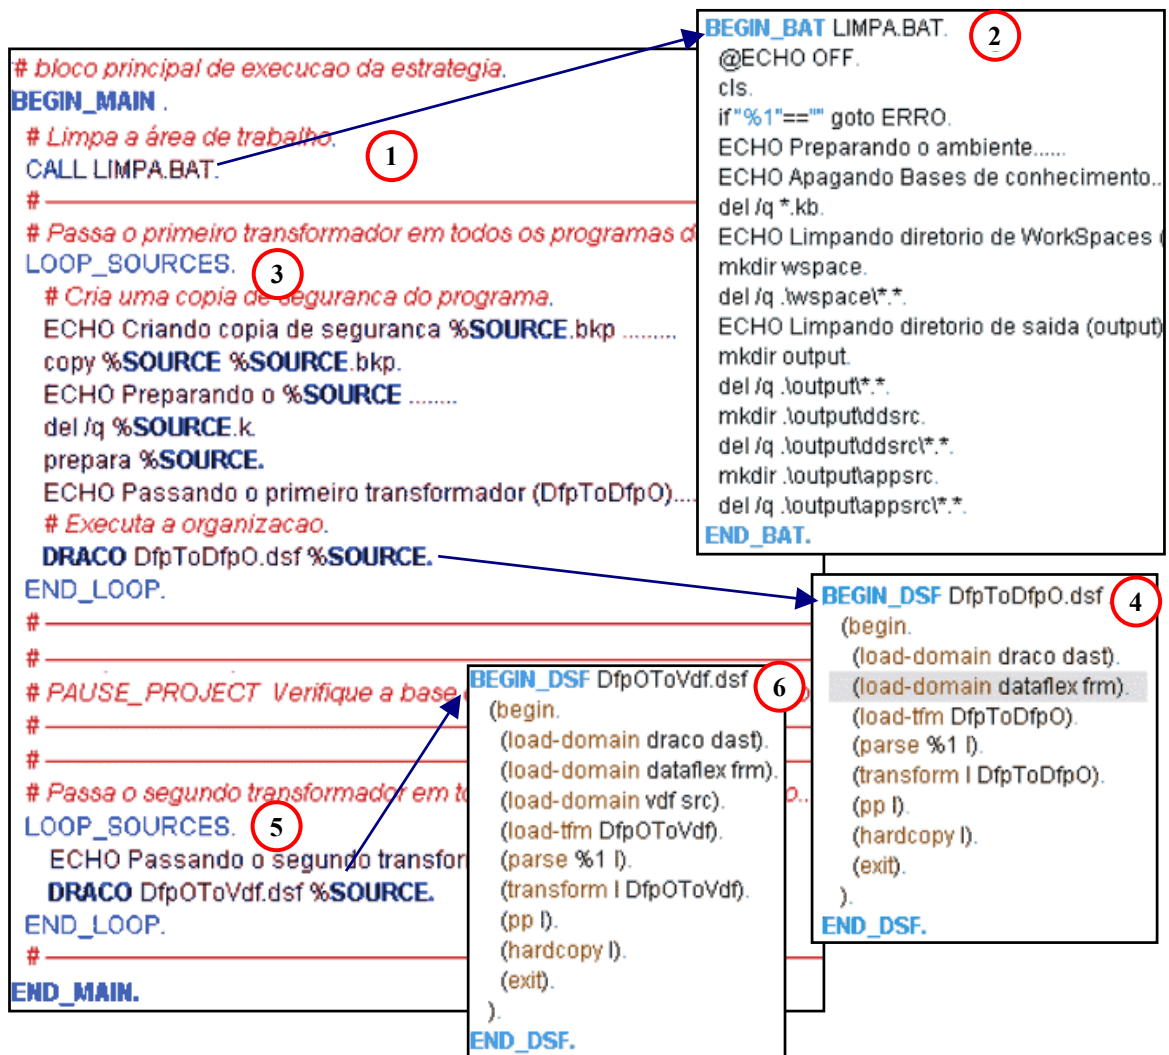 # bloco principal de execucao da estrategia.
BEGIN_MAIN .
# Limpa a área de trabalho.
1
CALL LIMPA.BAT.
#
# Passa o primeiro transformador em todos os programas d
LOOP_SOURCES.
3
# Cria uma copia de seguranca do programa.
ECHO Criando copia de seguranca %SOURCE.bkp .........
copy %SOURCE %SOURCE.bkp.
ECHO Preparando o %SOURCE ........
del /q %SOURCE.k.
prepara %SOURCE.
ECHO Passando o primeiro transformador (DfpToDfpO)....
# Executa a organizacao.
DRACO DfpToDfpO.dsf %SOURCE.
END_LOOP.
#
#
# PAUSE_PROJECT Verifique a base
#
#
# Passa o segundo transformador em to
LOOP_SOURCES.
5
ECHO Passando o segundo transfor
DRACO DfpOToVdf.dsf %SOURCE.
END_LOOP.
#
END_MAIN.
BEGIN_BAT LIMPA.BAT.
2
@ECHO OFF.
cls.
if "%1"=="" goto ERRO.
ECHO Preparando o ambiente......
ECHO Apagando Bases de conhecimento..
del /q *.kb.
ECHO Limpando diretorio de WorkSpaces (
mkdir wspace.
del /q .\wspace\*.*.
ECHO Limpando diretorio de saida (output)
mkdir output.
del /q .\output\*.*.
mkdir .\output\ddsrc.
del /q .\output\ddsrc\*.*.
mkdir .\output\appsrc.
del /q .\output\appsrc\*.*.
END_BAT.
BEGIN_DSF DfpToDfpO.dsf
4
(begin.
(load-domain draco dast).
(load-domain dataflex frm).
(load-tfm DfpToDfpO).
(parse %1 l).
(transform l DfpToDfpO).
(pp l).
(hardcopy l).
(exit).
).
END_DSF.
BEGIN_DSF DfpOToVdf.dsf
6
(begin.
(load-domain draco dast).
(load-domain dataflex frm).
(load-domain vdf src).
(load-tfm DfpOToVdf).
(parse %1 l).
(transform l DfpOToVdf).
(pp l).
(hardcopy l).
(exit).
).
END_DSF.